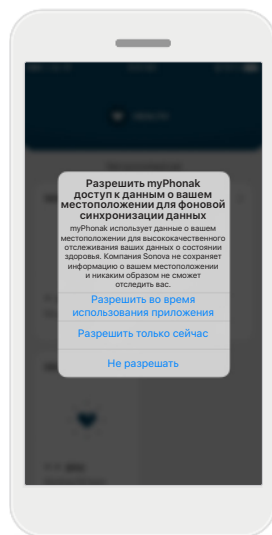 Разрешить myPhonak
доступ к данным о вашем
местоположении для фоновой
синхронизации данных
myPhonak использует данные о вашем
местоположении для высококачественного
отслеживания ваших данных о состоянии
здоровья. Компания Sonova не сохраняет
информацию о вашем местоположении
и никаким образом не сможет
отследить вас.
Разрешить во время
использования приложения
Разрешить только сейчас
Не разрешать